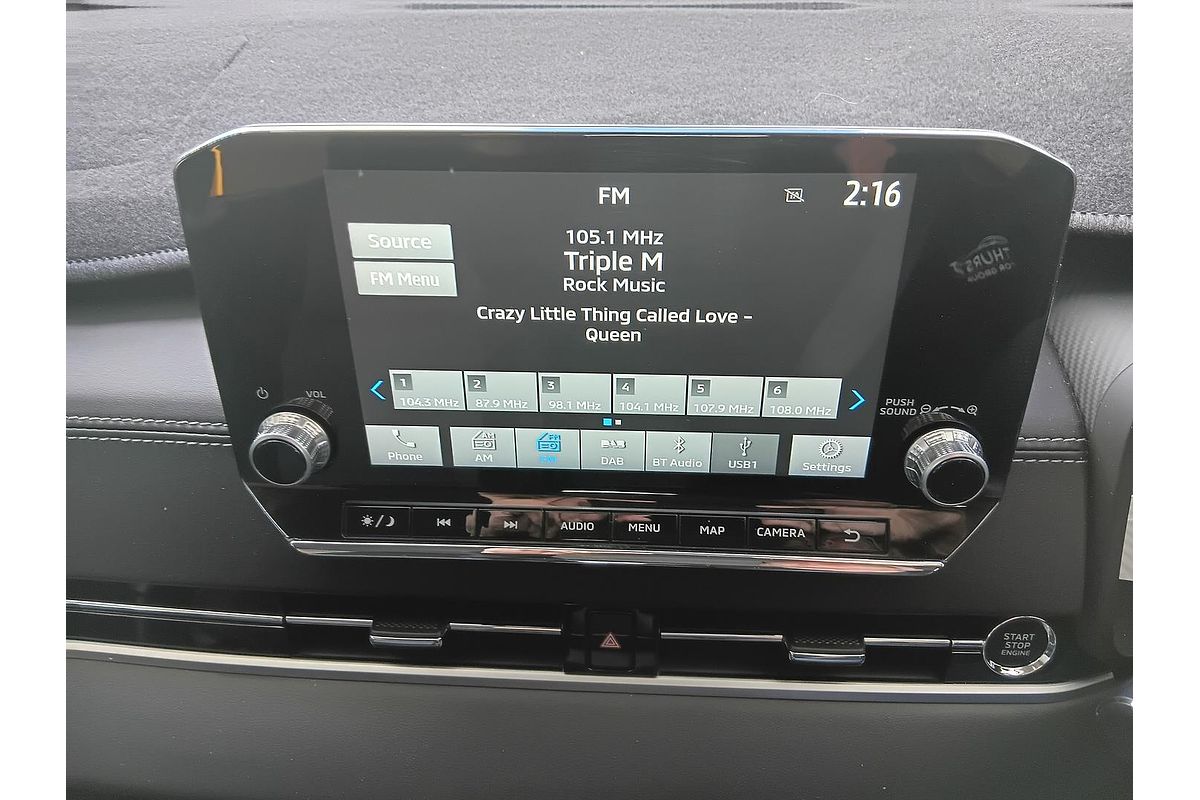 FM
2:16
Source
FM Menu
105.1 MHz
Triple M
Rock Music
Crazy Little Thing Called Love –
Queen
1
104.3 MHz
2
87.9 MHz
3
98.1 MHz
4
104.1 MHz
5
107.9 MHz
6
108.0 MHz
VOL
PUSH
SOUND
Phone
AM
AM
FM
FM
DAB
BT Audio
USB1
Settings
AUDIO
MENU
MAP
CAMERA
START
STOP
ENGINE